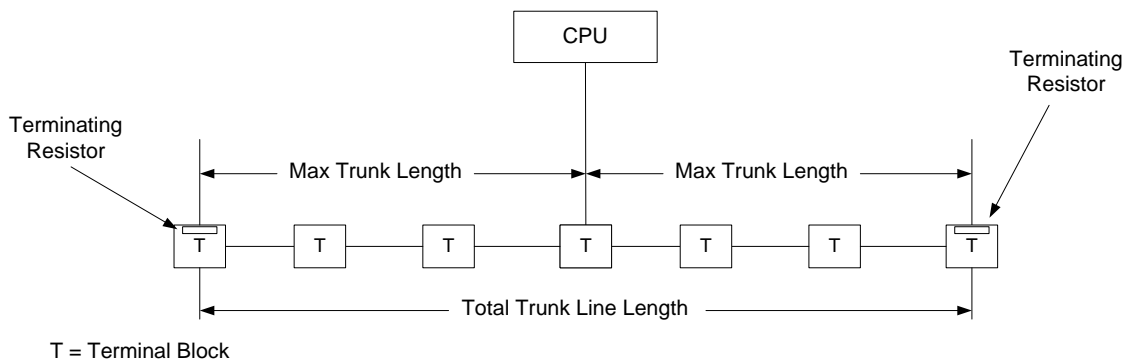 CPU
Terminating
Resistor
Terminating
Resistor
Max Trunk Length
Max Trunk Length
T
T
T
T
T
T
T
Total Trunk Line Length
T = Terminal Block